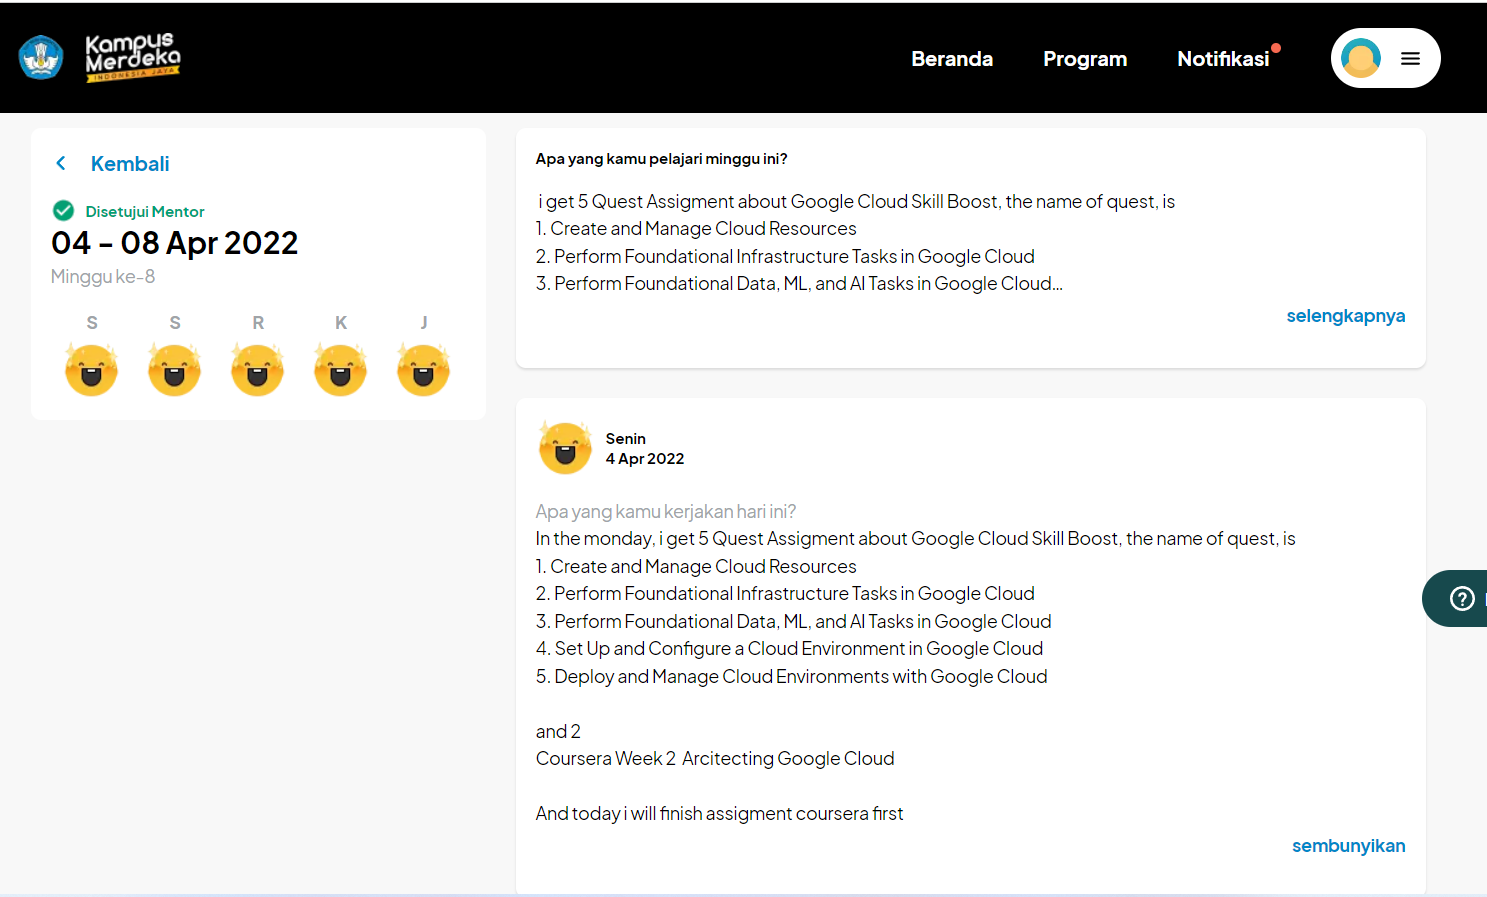 Kampus
Merdeka
INDONESIA JAYA
Beranda
Program
Notifikasi
Kembali
Disetujui Mentor
04 - 08 Apr 2022
Minggu ke-8
S S R K J
Apa yang kamu pelajari minggu ini?
i get 5 Quest Assigment about Google Cloud Skill Boost, the name of quest, is
1. Create and Manage Cloud Resources
2. Perform Foundational Infrastructure Tasks in Google Cloud
3. Perform Foundational Data, ML, and AI Tasks in Google Cloud...
selengkapnya
Senin
4 Apr 2022
Apa yang kamu kerjakan hari ini?
In the monday, i get 5 Quest Assigment about Google Cloud Skill Boost, the name of quest, is
1. Create and Manage Cloud Resources
2. Perform Foundational Infrastructure Tasks in Google Cloud
3. Perform Foundational Data, ML, and AI Tasks in Google Cloud
4. Set Up and Configure a Cloud Environment in Google Cloud
5. Deploy and Manage Cloud Environments with Google Cloud
and 2
Coursera Week 2 Arcitecting Google Cloud
And today i will finish assigment coursera first
sembunyikan